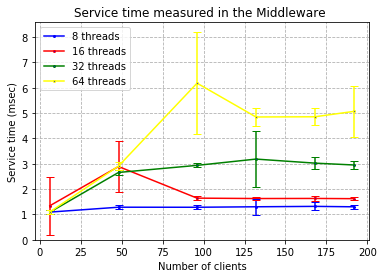 Service time measured in the Middleware
8 threads
16 threads
32 threads
64 threads
Service time (msec)
8
7
6
5
4
3
2
1
0
0 25 50 75 100 125 150 175 200
Number of clients